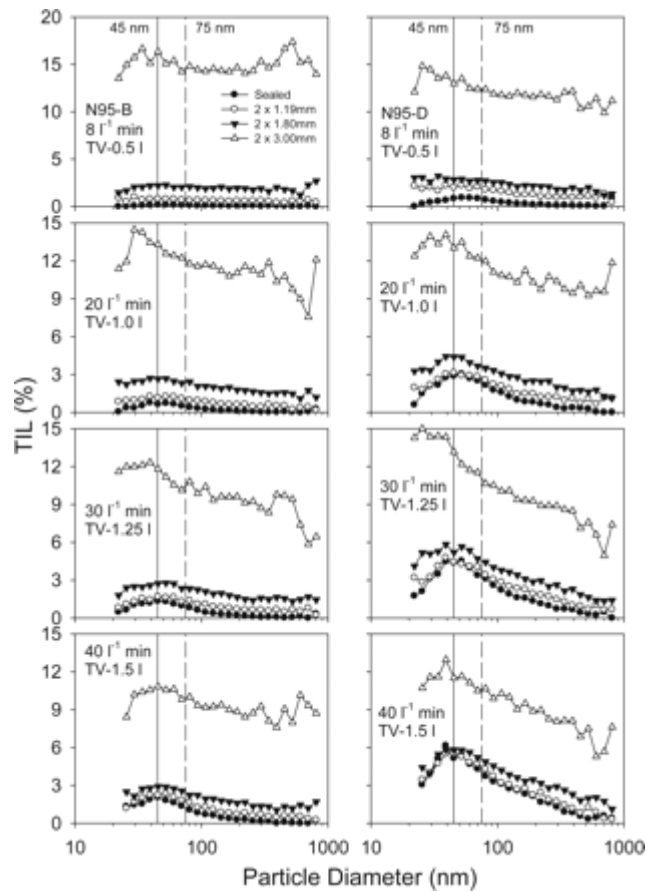 45 nm
75 nm
45 nm
75 nm
20
15
10
5
0
N95-B
8 l⁻¹ min
TV-0.5 l
Sealed
2 x 1.19mm
2 x 1.80mm
2 x 3.00mm
N95-D
8 l⁻¹ min
TV-0.5 l
15
12
9
6
3
0
20 l⁻¹ min
TV-1.0 l
20 l⁻¹ min
TV-1.0 l
TIL (%)
15
12
9
6
3
0
30 l⁻¹ min
TV-1.25 l
30 l⁻¹ min
TV-1.25 l
15
12
9
6
3
0
40 l⁻¹ min
TV-1.5 l
40 l⁻¹ min
TV-1.5 l
10
100
1000
10
100
1000
Particle Diameter (nm)